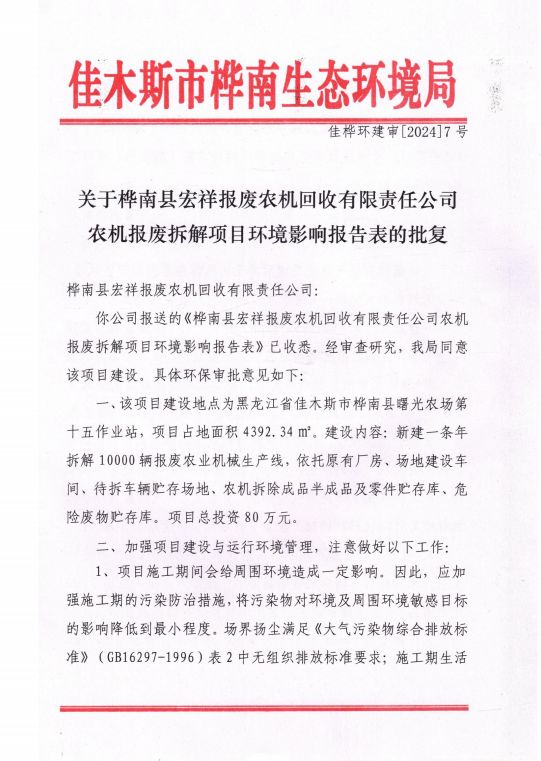 佳木斯市桦南生态环境局
佳桦环建审[2024]7 号
关于桦南县宏祥报废农机回收有限责任公司
农机报废拆解项目环境影响报告表的批复
桦南县宏祥报废农机回收有限责任公司：
你公司报送的《桦南县宏祥报废农机回收有限责任公司农机
报废拆解项目环境影响报告表》已收悉。经审查研究，我局同意
该项目建设。具体环保审批意见如下：
一、该项目建设地点为黑龙江省佳木斯市桦南县曙光农场第
十五作业站，项目占地面积 4392.34 ㎡。建设内容：新建一条年
拆解 10000 辆报废农业机械生产线，依托原有厂房、场地建设车
间、待拆车辆贮存场地、农机拆除成品半成品及零件贮存库、危
险废物贮存库。项目总投资 80 万元。
二、加强项目建设与运行环境管理，注意做好以下工作：
1、项目施工期间会给周围环境造成一定影响。因此，应加
强施工期的污染防治措施，将污染物对环境及周围环境敏感目标
的影响降低到最小程度。场界扬尘满足《大气污染物综合排放标
准》（GB16297-1996）表 2 中无组织排放标准要求；施工期生活